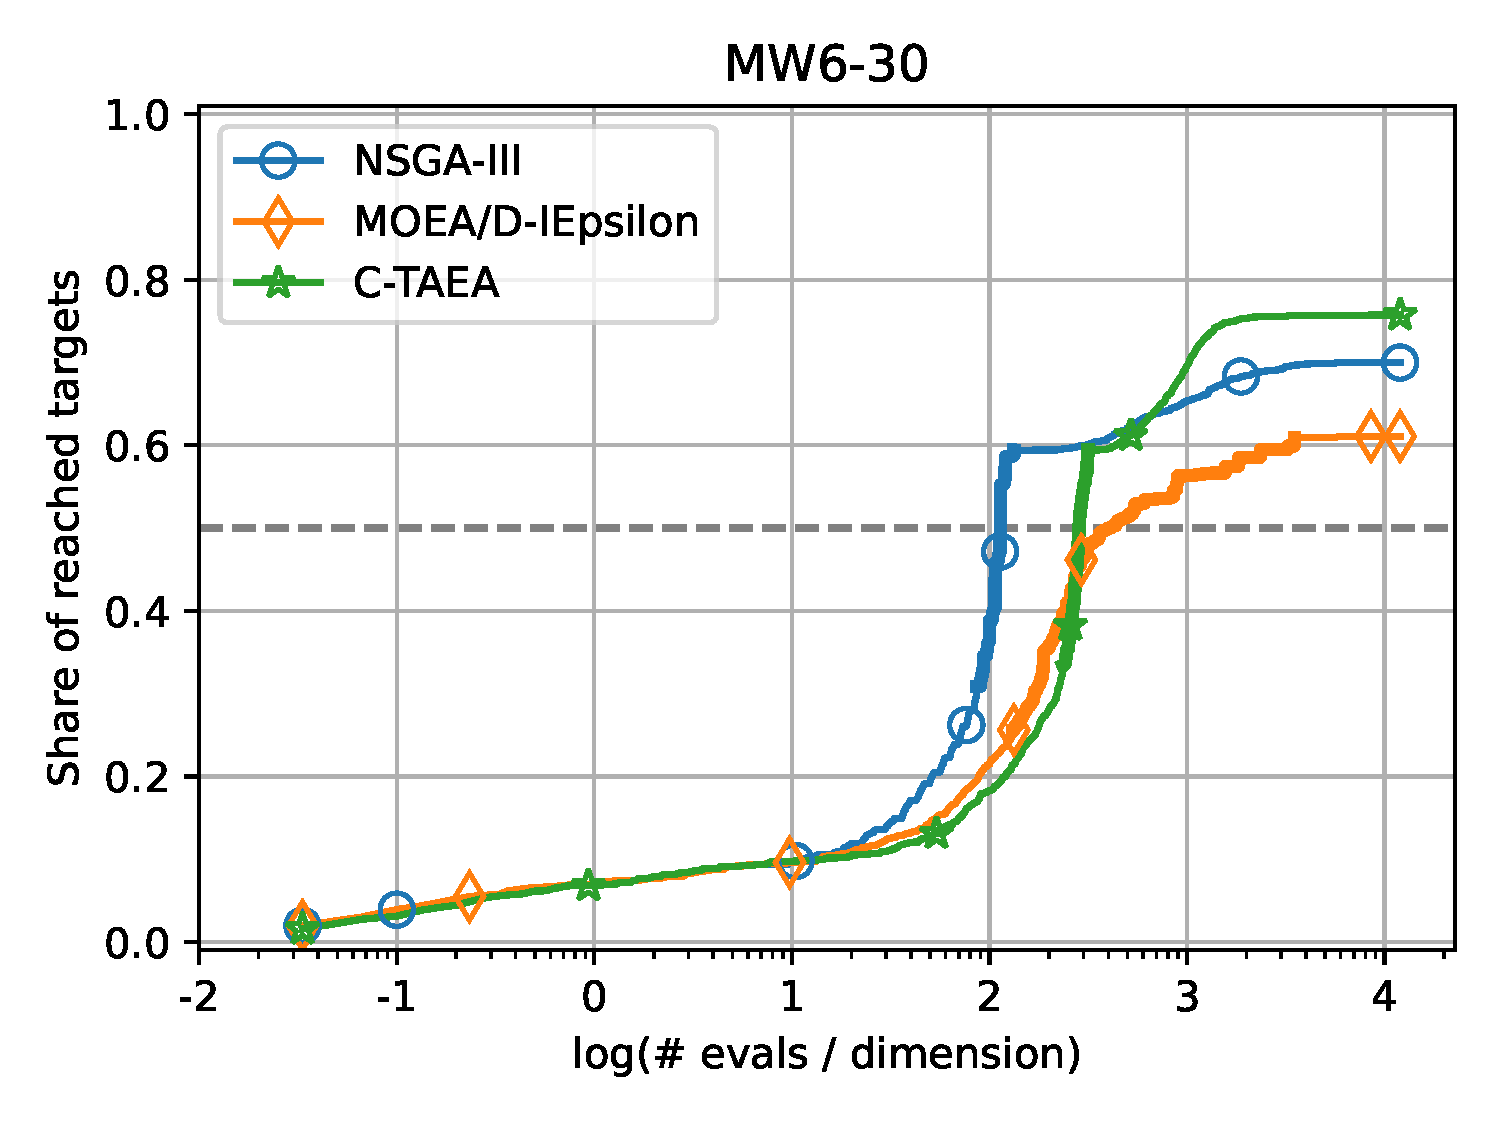 MW6-30
1.0
0.8
0.6
0.4
0.2
0.0
Share of reached targets
NSGA-III
MOEA/D-IEpsilon
C-TAEA
-2 -1 0 1 2 3 4
log(# evals / dimension)